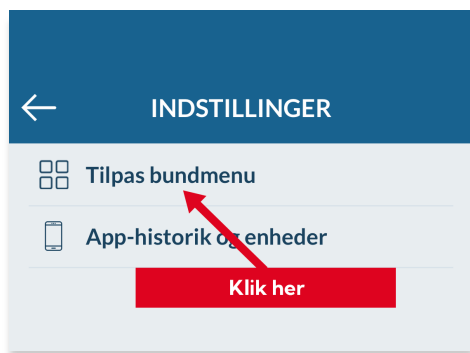 INDSTILLINGER
Tilpas bundmenu
App-historik og enheder
Klik her